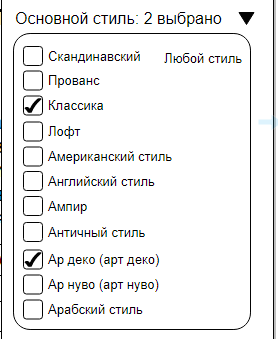 Основной стиль: 2 выбрано
Скандинавский Любой стиль
Прованс
Классика
Лофт
Американский стиль
Английский стиль
Ампир
Античный стиль
Ар деко (арт деко)
Ар нуво (арт нуво)
Арабский стиль